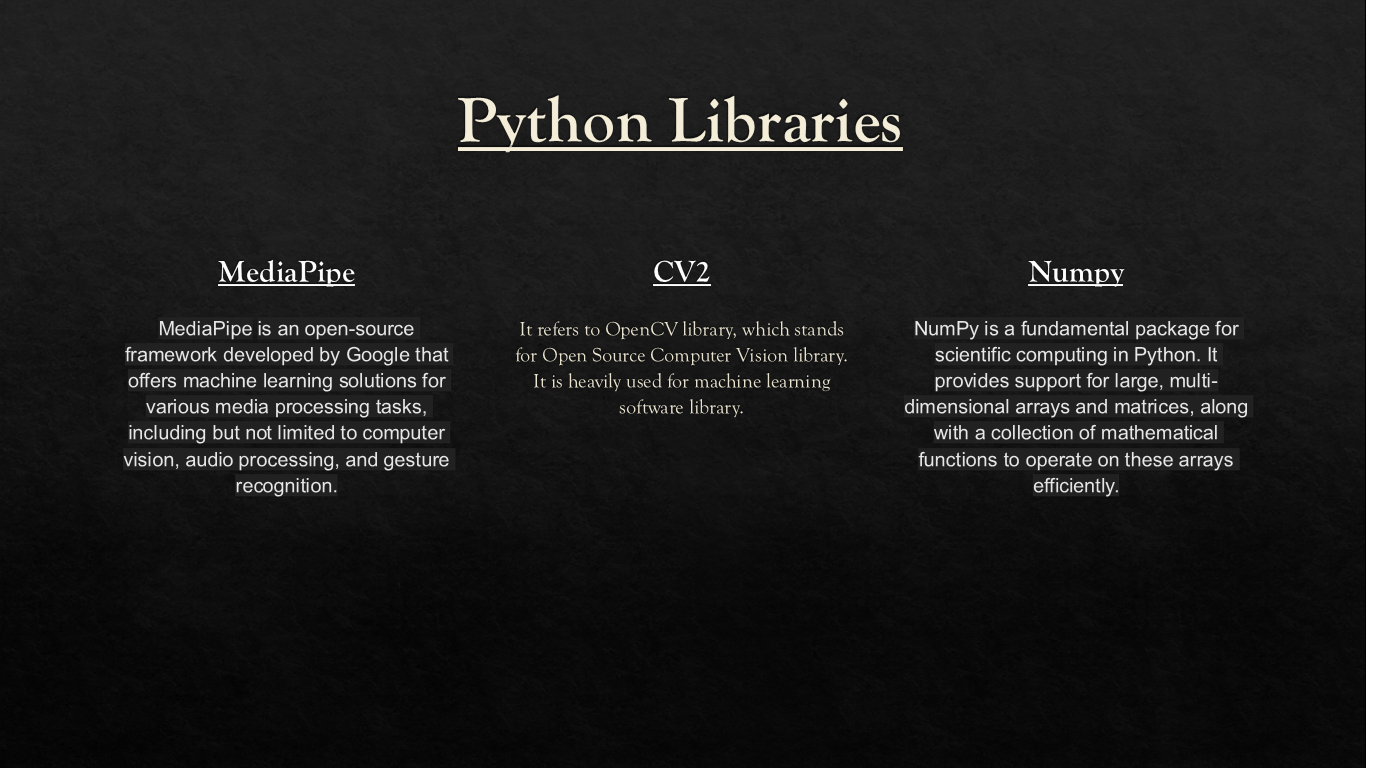 Python Libraries
MediaPipe
MediaPipe is an open-source
framework developed by Google that
offers machine learning solutions for
various media processing tasks,
including but not limited to computer
vision, audio processing, and gesture
recognition.
CV2
It refers to OpenCV library, which stands
for Open Source Computer Vision library.
It is heavily used for machine learning
software library.
Numpy
NumPy is a fundamental package for
scientific computing in Python. It
provides support for large, multi-
dimensional arrays and matrices, along
with a collection of mathematical
functions to operate on these arrays
efficiently.